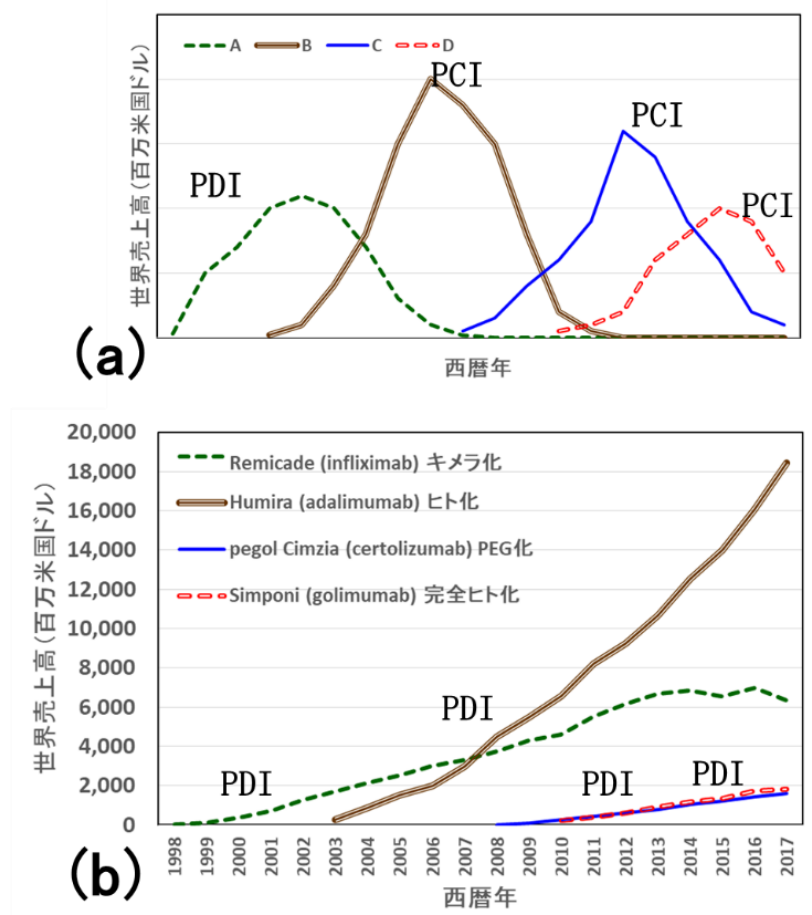 A B C D
PCI
PCI
PDI
PCI
世界売上高(百万米国ドル)
西暦年
(a)
20,000
18,000
16,000
14,000
12,000
10,000
8,000
6,000
4,000
2,000
0
世界売上高(百万米国ドル)
Remicade (infliximab) キメラ化
Humira (adalimumab) ヒト化
pegol Cimzia (certolizumab) PEG化
Simponi (golimumab) 完全ヒト化
PDI
PDI
PDI
PDI
1998 1999 2000 2001 2002 2003 2004 2005 2006 2007 2008 2009 2010 2011 2012 2013 2014 2015 2016 2017
西暦年
(b)